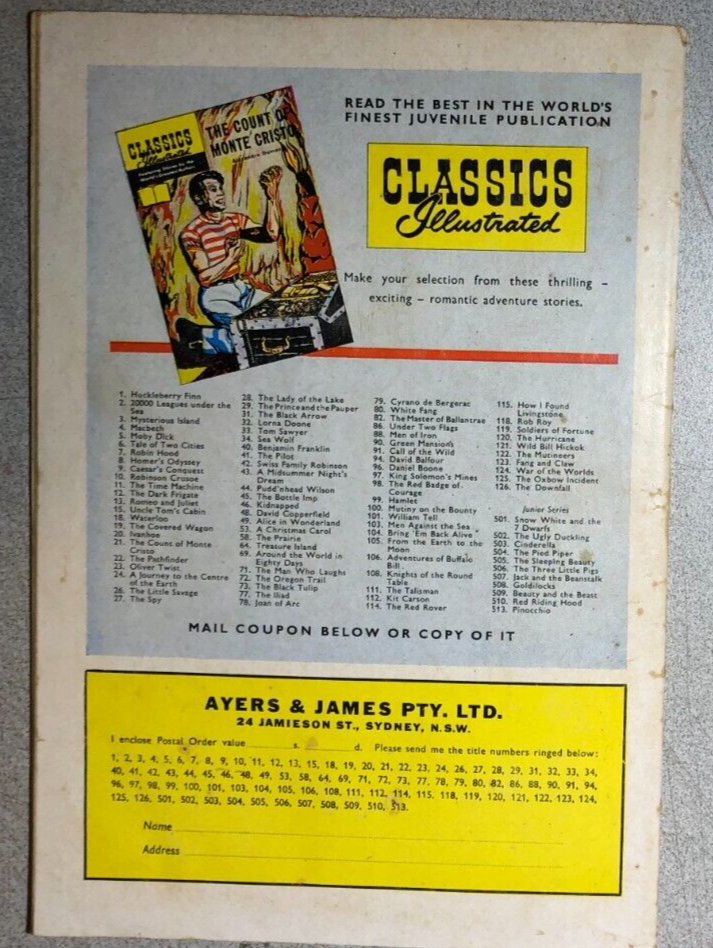 READ THE BEST IN THE WORLD'S
FINEST JUVENILE PUBLICATION
CLASSICS
Illustrated
THE COUNT OF
MONTE CRISTO
Alexandre Dumas
CLASSICS
Illustrated
Featuring Stories by the
World's Greatest Authors
Make your selection from these thrilling –
exciting – romantic adventure stories.
1. Huckleberry Finn
2. 20000 Leagues under the
Sea
3. Mysterious Island
4. Macbeth
5. Moby Dick
6. Tale of Two Cities
7. Robin Hood
8. Homer's Odyssey
9. Caesar's Conquest
10. Robinson Crusoe
11. The Time Machine
12. The Dark Frigate
13. Romeo and Juliet
15. Uncle Tom's Cabin
18. Waterloo
19. The Covered Wagon
20. Ivanhoe
21. The Count of Monte
Cristo
22. The Pathfinder
23. Oliver Twist
24. A Journey to the Centre
of the Earth
26. The Little Savage
27. The Spy
28. The Lady of the Lake
29. The Prince and the Pauper
31. The Black Arrow
32. Lorna Doone
33. Tom Sawyer
34. Sea Wolf
40. Benjamin Franklin
41. The Pilot
42. Swiss Family Robinson
43. A Midsummer Night's
Dream
44. Pudd'nhead Wilson
45. The Bottle Imp
46. Kidnapped
48. David Copperfield
49. Alice in Wonderland
53. A Christmas Carol
58. The Prairie
64. Treasure Island
69. Around the World in
Eighty Days
71. The Man Who Laughs
72. The Oregon Trail
73. The Black Tulip
77. The Iliad
78. Joan of Arc
79. Cyrano de Bergerac
80. White Fang
82. The Master of Ballantrae
86. Under Two Flags
88. Men of Iron
90. Green Mansions
91. Call of the Wild
94. David Balfour
96. Daniel Boone
97. King Solomon's Mines
98. The Red Badge of
Courage
99. Hamlet
100. Mutiny on the Bounty
101. William Tell
103. Men Against the Sea
104. Bring 'Em Back Alive
105. From the Earth to the
Moon
106. Adventures of Buffalo
Bill
108. Knights of the Round
Table
111. The Talisman
112. Kit Carson
114. The Red Rover
115. How I Found
Livingstone
118. Rob Roy
119. Soldiers of Fortune
120. The Hurricane
121. Wild Bill Hickok
122. The Mutineers
123. Fang and Claw
124. War of the Worlds
125. The Oxbow Incident
126. The Downfall
Junior Series
501. Snow White and the
7 Dwarfs
502. The Ugly Duckling
503. Cinderella
504. The Pied Piper
505. The Sleeping Beauty
506. The Three Little Pigs
507. Jack and the Beanstalk
508. Goldilocks
509. Beauty and the Beast
510. Red Riding Hood
513. Pinocchio
MAIL COUPON BELOW OR COPY OF IT
AYERS & JAMES PTY. LTD.
24 JAMIESON ST., SYDNEY, N.S.W.
I enclose Postal Order value s. d. Please send me the title numbers ringed below:
1, 2, 3, 4, 5, 6, 7, 8, 9, 10, 11, 12, 13, 15, 18, 19, 20, 21, 22, 23, 24, 26, 27, 28, 29, 31, 32, 33, 34,
40, 41, 42, 43, 44, 45, 46, 48, 49, 53, 58, 64, 69, 71, 72, 73, 77, 78, 79, 80, 82, 86, 88, 90, 91, 94,
96, 97, 98, 99, 100, 101, 103, 104, 105, 106, 108, 111, 112, 114, 115, 118, 119, 120, 121, 122, 123, 124,
125, 126, 501, 502, 503, 504, 505, 506, 507, 508, 509, 510, 513.
Name
Address